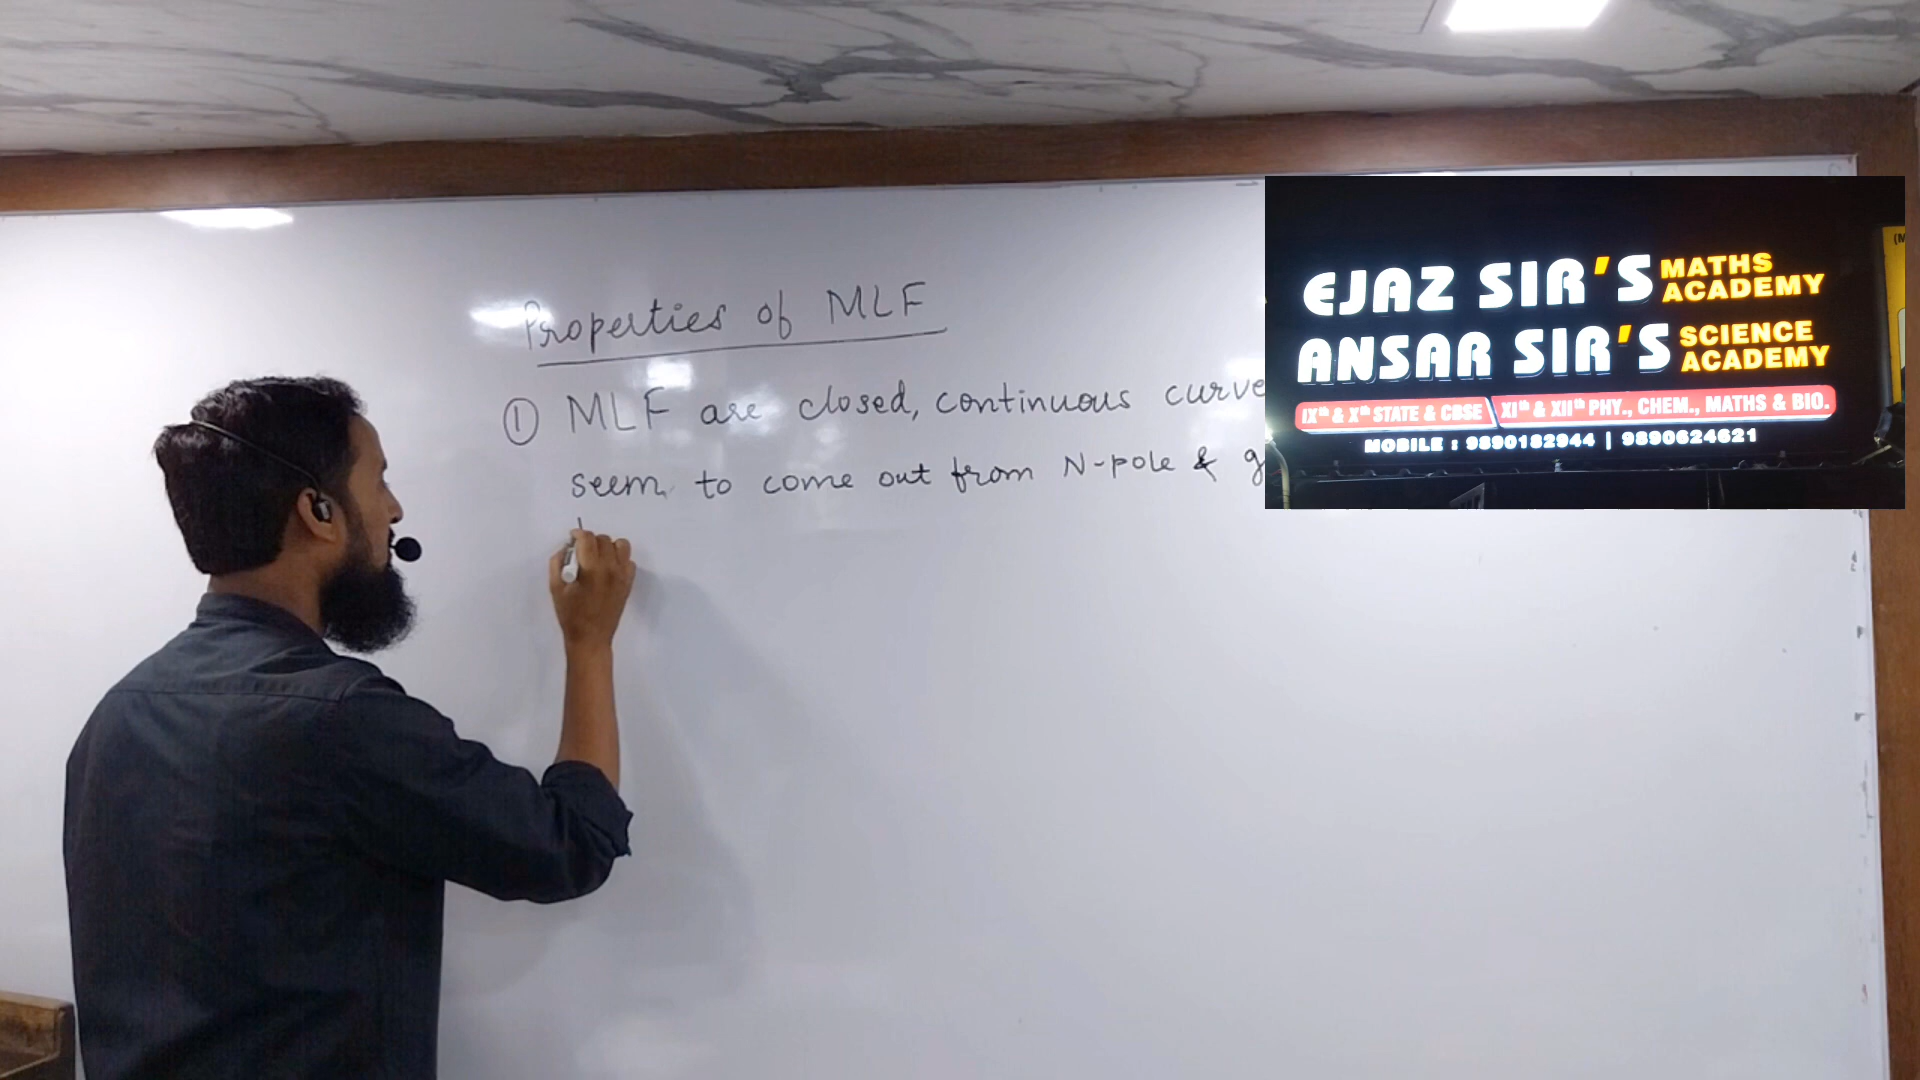 Properties of MLF
① MLF are closed, continuous curve
seem to come out from N-pole & g
EJAZ SIR'S MATHS ACADEMY
ANSAR SIR'S SCIENCE ACADEMY
IXth & Xth STATE & CBSE XIth & XIIth PHY., CHEM., MATHS & BIO.
MOBILE : 9890182944 | 9890624621
(M